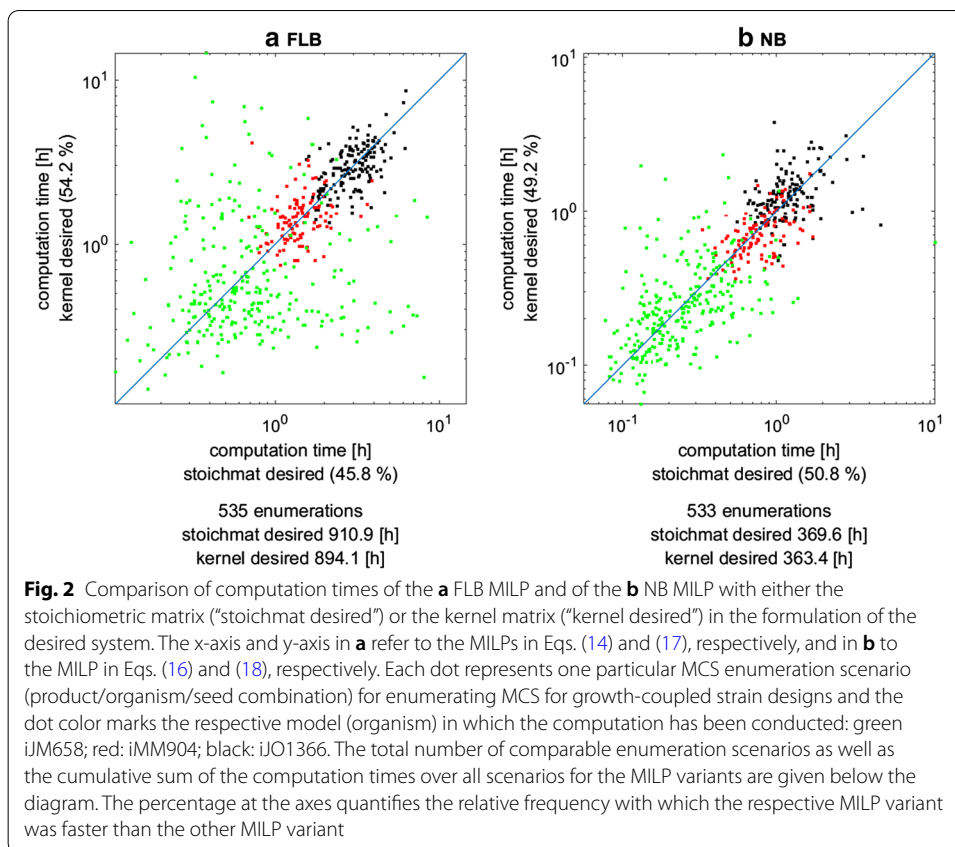 a FLB
b NB
10¹
10⁰
computation time [h]
kernel desired (54.2 %)
10⁰
10¹
computation time [h]
stoichmat desired (45.8 %)
535 enumerations
stoichmat desired 910.9 [h]
kernel desired 894.1 [h]
10¹
10⁰
10⁻¹
computation time [h]
kernel desired (49.2 %)
10⁻¹
10⁰
10¹
computation time [h]
stoichmat desired (50.8 %)
533 enumerations
stoichmat desired 369.6 [h]
kernel desired 363.4 [h]
Fig. 2 Comparison of computation times of the a FLB MILP and of the b NB MILP with either the
stoichiometric matrix (“stoichmat desired”) or the kernel matrix (“kernel desired”) in the formulation of the
desired system. The x-axis and y-axis in a refer to the MILPs in Eqs. (14) and (17), respectively, and in b to
the MILP in Eqs. (16) and (18), respectively. Each dot represents one particular MCS enumeration scenario
(product/organism/seed combination) for enumerating MCS for growth-coupled strain designs and the
dot color marks the respective model (organism) in which the computation has been conducted: green
iJM658; red: iMM904; black: iJO1366. The total number of comparable enumeration scenarios as well as
the cumulative sum of the computation times over all scenarios for the MILP variants are given below the
diagram. The percentage at the axes quantifies the relative frequency with which the respective MILP variant
was faster than the other MILP variant